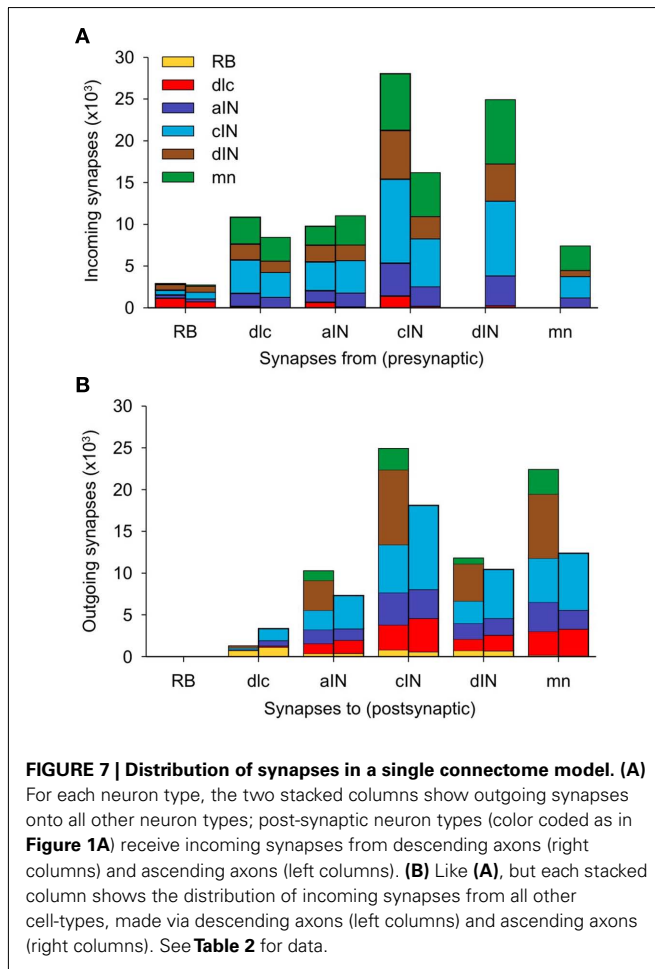 A
30
25
20
15
10
5
0
Incoming synapses (x10³)
RB
dlc
aIN
cIN
dIN
mn
RB dlc aIN cIN dIN mn
Synapses from (presynaptic)
B
30
25
20
15
10
5
0
Outgoing synapses (x10³)
RB dlc aIN cIN dIN mn
Synapses to (postsynaptic)
FIGURE 7 | Distribution of synapses in a single connectome model. (A)
For each neuron type, the two stacked columns show outgoing synapses
onto all other neuron types; post-synaptic neuron types (color coded as in
Figure 1A) receive incoming synapses from descending axons (right
columns) and ascending axons (left columns). (B) Like (A), but each stacked
column shows the distribution of incoming synapses from all other
cell-types, made via descending axons (left columns) and ascending axons
(right columns). See Table 2 for data.